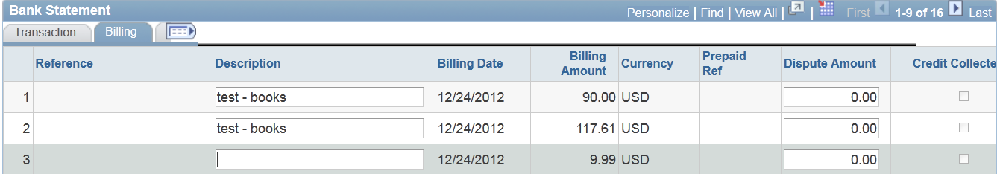 Bank Statement
Personalize | Find | View All | | First 1-9 of 16 Last
Transaction Billing
Reference Description Billing Date Billing Amount Currency Prepaid Ref Dispute Amount Credit Collecte
1 test - books 12/24/2012 90.00 USD 0.00
2 test - books 12/24/2012 117.61 USD 0.00
3 12/24/2012 9.99 USD 0.00